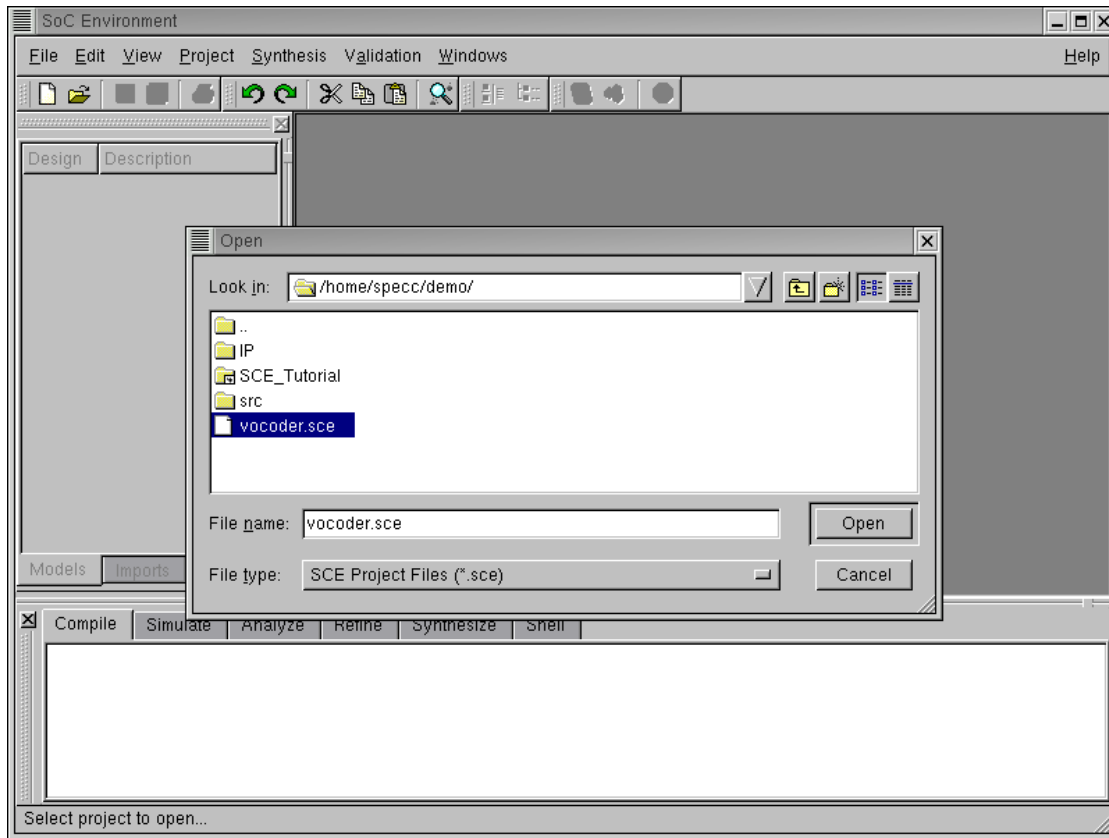 SoC Environment
File Edit View Project Synthesis Validation Windows Help
Design Description
Open
Look in: /home/specc/demo/
..
IP
SCE_Tutorial
src
vocoder.sce
File name: vocoder.sce Open
File type: SCE Project Files (*.sce) Cancel
Models Imports
Compile Simulate Analyze Refine Synthesize Shell
Select project to open...